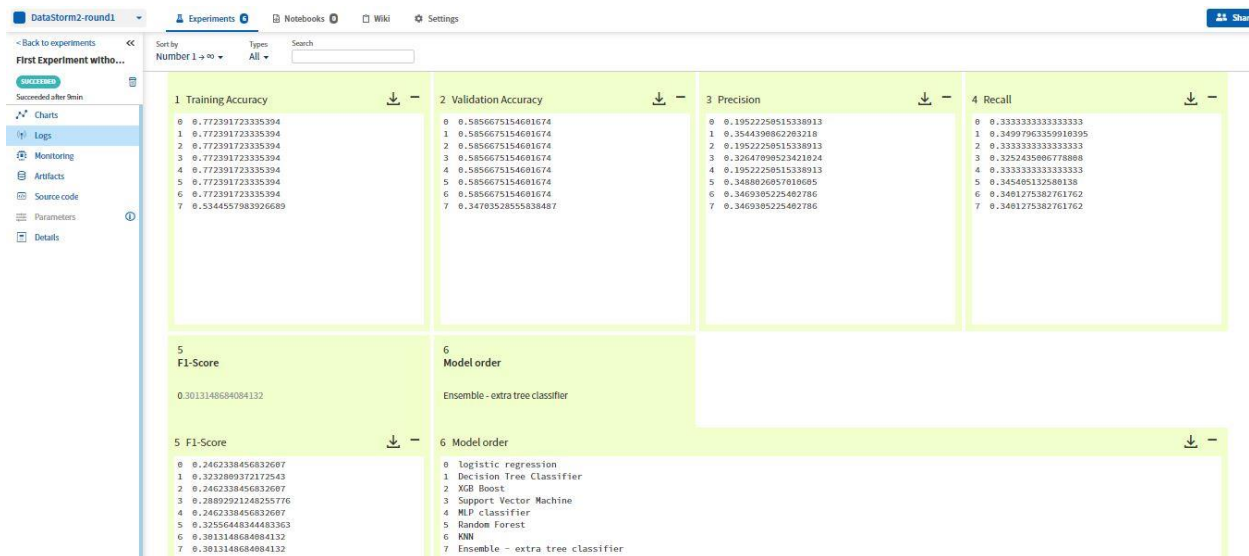 DataStorm2-round1
Experiments 6
Notebooks 0
Wiki
Settings
Shar
< Back to experiments
First Experiment witho...
SUCCEEDED
Succeeded after 9min
Charts
Logs
Monitoring
Artifacts
Source code
Parameters
Details
Sort by
Types
Search
Number 1 → ∞
All
1 Training Accuracy
0 0.772391723335394
1 0.772391723335394
2 0.772391723335394
3 0.772391723335394
4 0.772391723335394
5 0.772391723335394
6 0.772391723335394
7 0.5344557983926689
2 Validation Accuracy
0 0.5856675154601674
1 0.5856675154601674
2 0.5856675154601674
3 0.5856675154601674
4 0.5856675154601674
5 0.5856675154601674
6 0.5856675154601674
7 0.34703528555838487
3 Precision
0 0.19522250515338913
1 0.3544390862203218
2 0.19522250515338913
3 0.32647090523421024
4 0.19522250515338913
5 0.3488026057010605
6 0.3469305225402786
7 0.3469305225402786
4 Recall
0 0.3333333333333333
1 0.34997963359910395
2 0.3333333333333333
3 0.3252435006778808
4 0.3333333333333333
5 0.345405132580138
6 0.3401275382761762
7 0.3401275382761762
5
F1-Score
0.3013148684084132
6
Model order
Ensemble - extra tree classifier
5 F1-Score
0 0.2462338456832607
1 0.3232809372172543
2 0.2462338456832607
3 0.28892921248255776
4 0.2462338456832607
5 0.32556448344483363
6 0.3013148684084132
7 0.3013148684084132
6 Model order
0 logistic regression
1 Decision Tree Classifier
2 XGB Boost
3 Support Vector Machine
4 MLP classifier
5 Random Forest
6 KNN
7 Ensemble - extra tree classifier